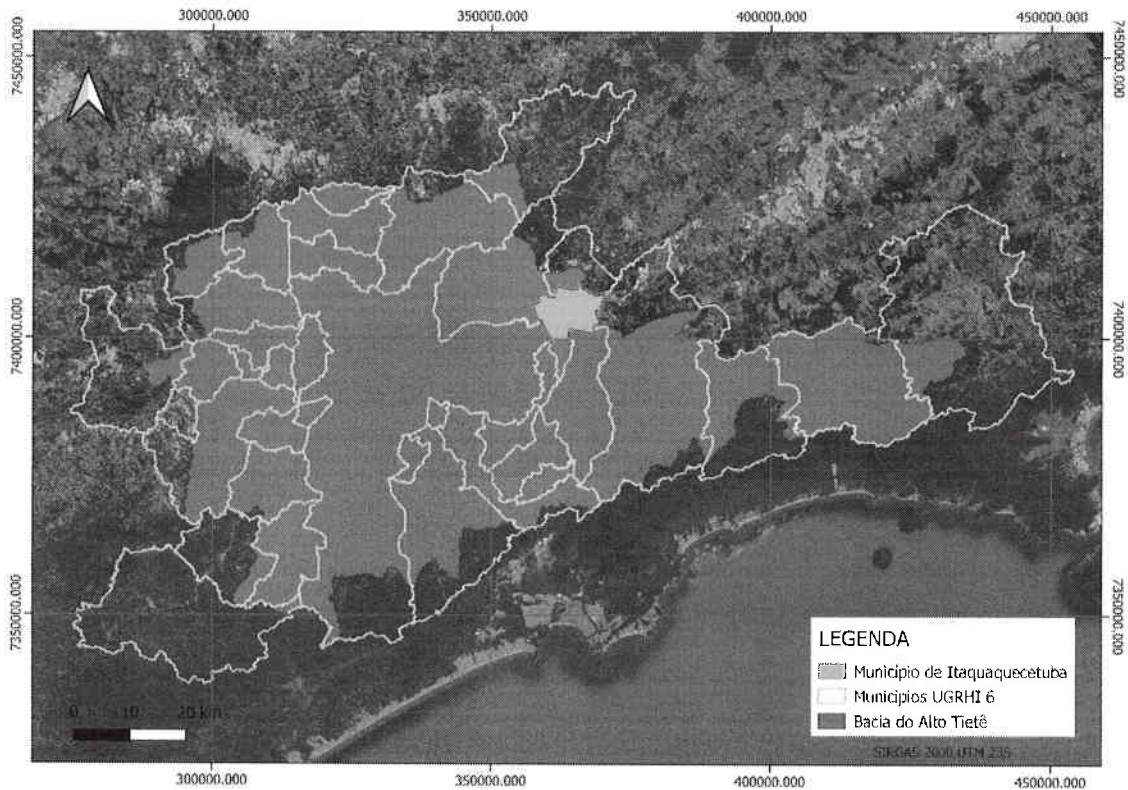 300000.000 350000.000 400000.000 450000.000
7450000.000 7450000.000
7400000.000 7400000.000
7350000.000 7350000.000
LEGENDA
Município de Itaquaquecetuba
Municípios UGRHI 6
Bacia do Alto Tietê
0 10 20 km
SIRGAS 2000 UTM 23S
300000.000 350000.000 400000.000 450000.000